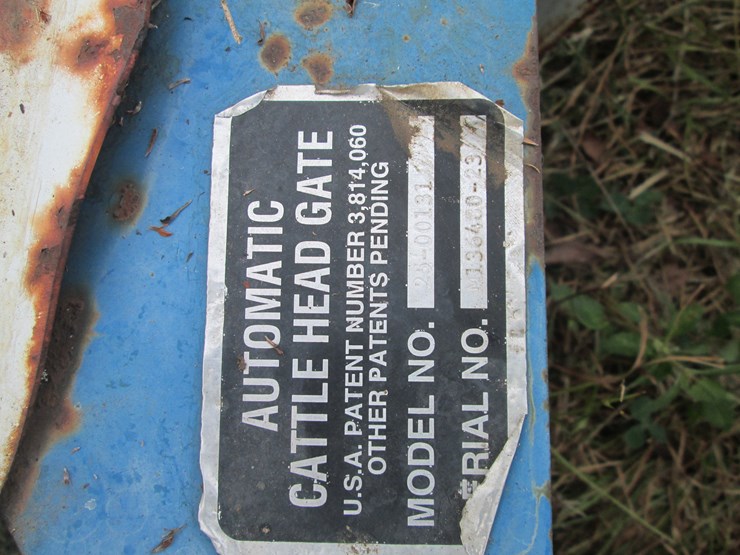 AUTOMATIC
CATTLE HEAD GATE
U.S.A. PATENT NUMBER 3,814,060
OTHER PATENTS PENDING
MODEL NO.
RIAL NO.